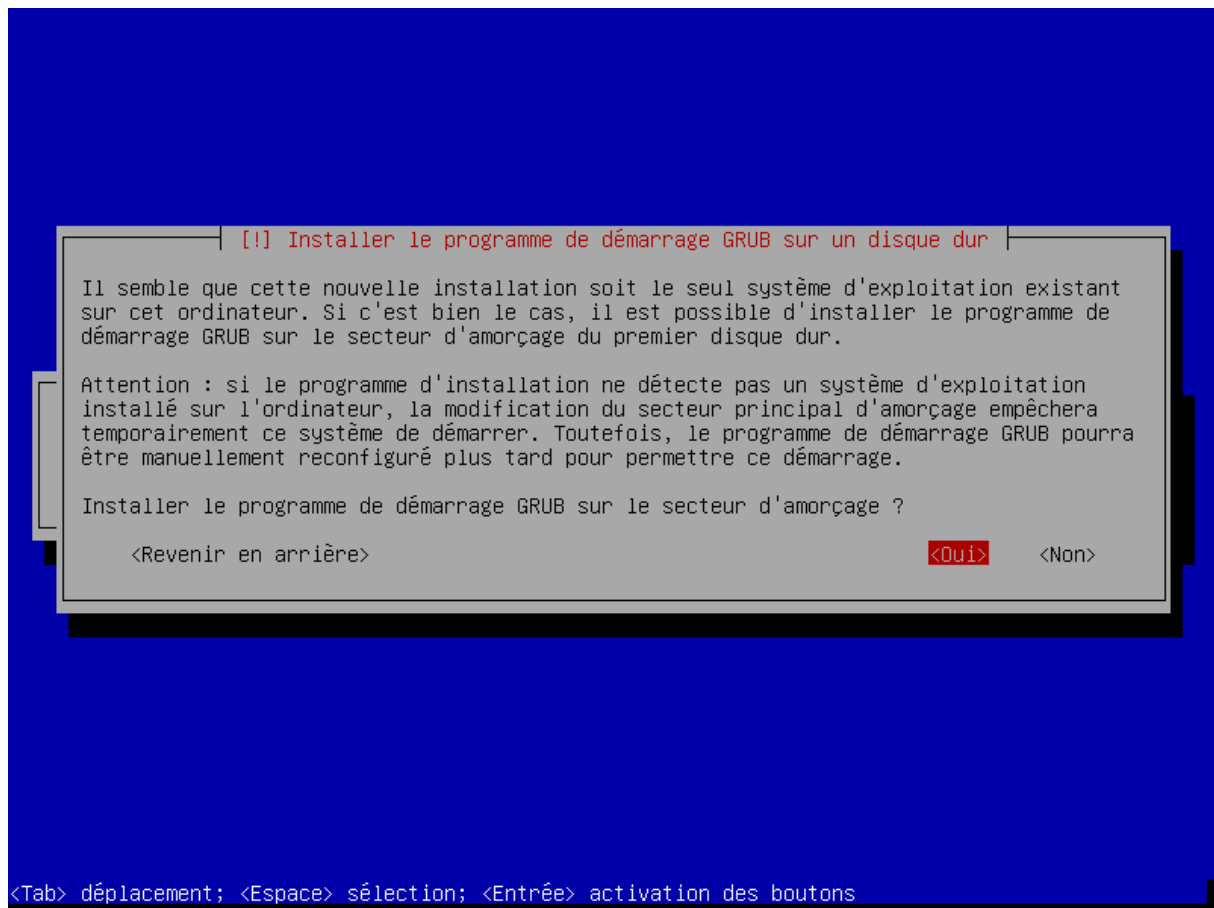 [!] Installer le programme de démarrage GRUB sur un disque dur
Il semble que cette nouvelle installation soit le seul système d'exploitation existant
sur cet ordinateur. Si c'est bien le cas, il est possible d'installer le programme de
démarrage GRUB sur le secteur d'amorçage du premier disque dur.
Attention : si le programme d'installation ne détecte pas un système d'exploitation
installé sur l'ordinateur, la modification du secteur principal d'amorçage empêchera
temporairement ce système de démarrer. Toutefois, le programme de démarrage GRUB pourra
être manuellement reconfiguré plus tard pour permettre ce démarrage.
Installer le programme de démarrage GRUB sur le secteur d'amorçage ?
<Revenir en arrière> <Oui> <Non>
<Tab> déplacement; <Espace> sélection; <Entrée> activation des boutons